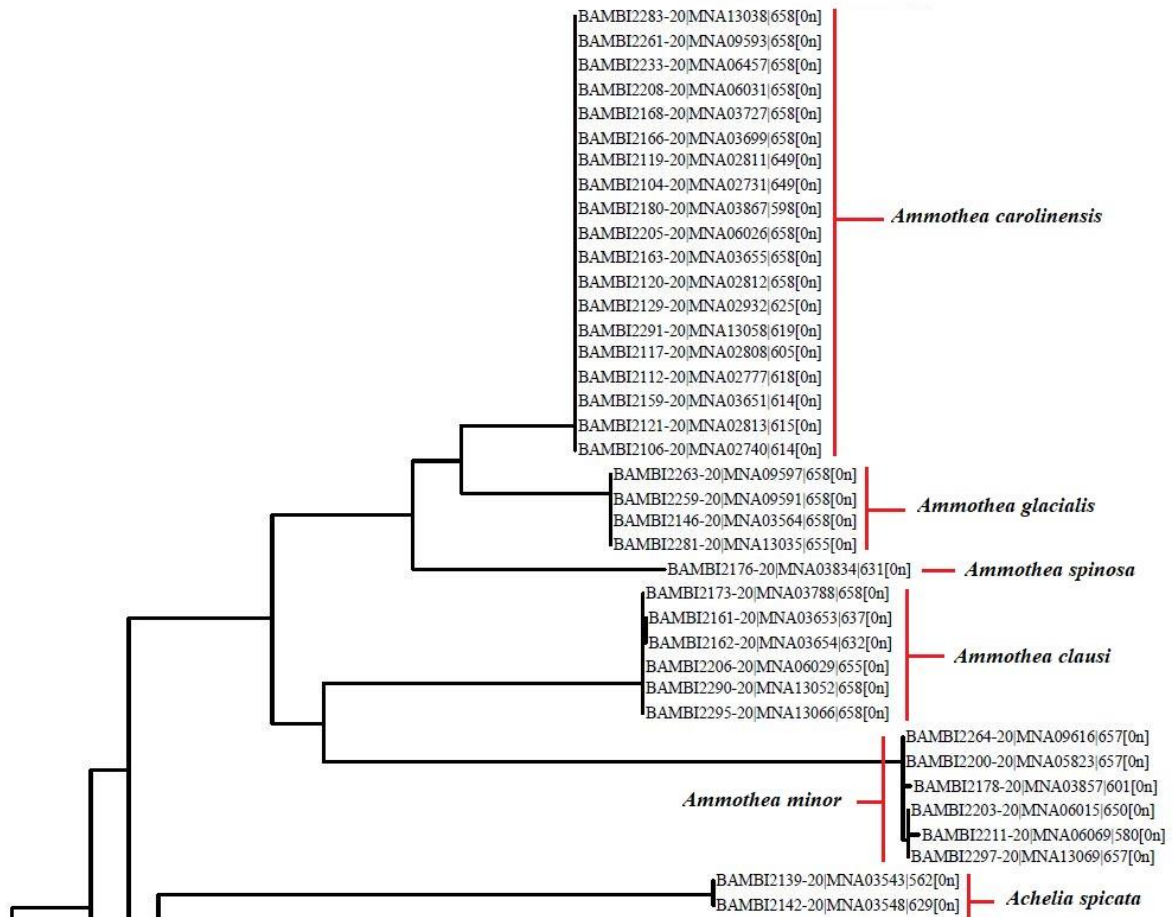 BAMBI2283-20|MNA13038|658[0n]
BAMBI2261-20|MNA09593|658[0n]
BAMBI2233-20|MNA06457|658[0n]
BAMBI2208-20|MNA06031|658[0n]
BAMBI2168-20|MNA03727|658[0n]
BAMBI2166-20|MNA03699|658[0n]
BAMBI2119-20|MNA02811|649[0n]
BAMBI2104-20|MNA02731|649[0n]
BAMBI2180-20|MNA03867|598[0n]
Ammothea carolinensis
BAMBI2205-20|MNA06026|658[0n]
BAMBI2163-20|MNA03655|658[0n]
BAMBI2120-20|MNA02812|658[0n]
BAMBI2129-20|MNA02932|625[0n]
BAMBI2291-20|MNA13058|619[0n]
BAMBI2117-20|MNA02808|605[0n]
BAMBI2112-20|MNA02777|618[0n]
BAMBI2159-20|MNA03651|614[0n]
BAMBI2121-20|MNA02813|615[0n]
BAMBI2106-20|MNA02740|614[0n]
BAMBI2263-20|MNA09597|658[0n]
BAMBI2259-20|MNA09591|658[0n]
Ammothea glacialis
BAMBI2146-20|MNA03564|658[0n]
BAMBI2281-20|MNA13035|655[0n]
BAMBI2176-20|MNA03834|631[0n]
Ammothea spinosa
BAMBI2173-20|MNA03788|658[0n]
BAMBI2161-20|MNA03653|637[0n]
BAMBI2162-20|MNA03654|632[0n]
Ammothea clausi
BAMBI2206-20|MNA06029|655[0n]
BAMBI2290-20|MNA13052|658[0n]
BAMBI2295-20|MNA13066|658[0n]
BAMBI2264-20|MNA09616|657[0n]
BAMBI2200-20|MNA05823|657[0n]
BAMBI2178-20|MNA03857|601[0n]
Ammothea minor
BAMBI2203-20|MNA06015|650[0n]
BAMBI2211-20|MNA06069|580[0n]
BAMBI2297-20|MNA13069|657[0n]
BAMBI2139-20|MNA03543|562[0n]
Achelia spicata
BAMBI2142-20|MNA03548|629[0n]